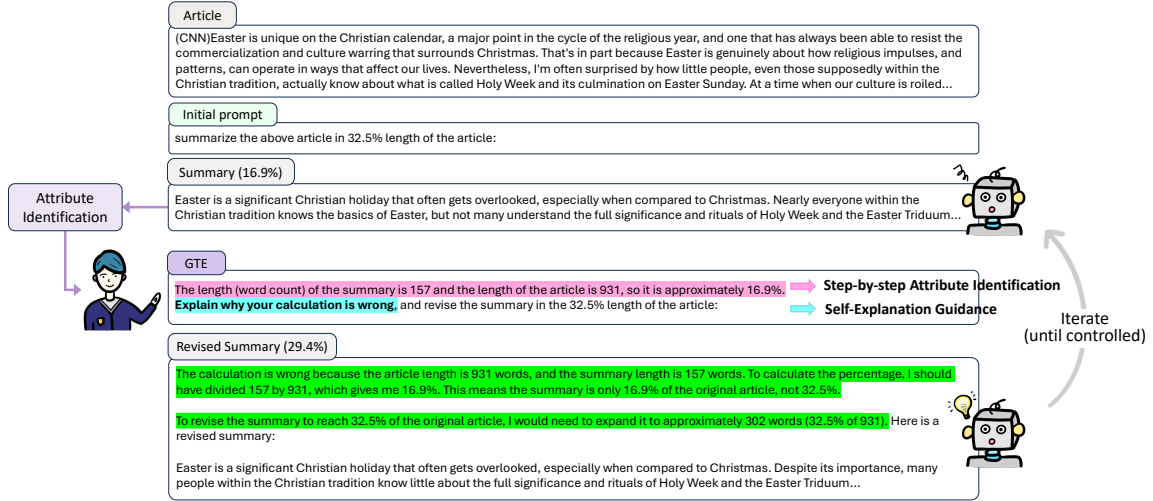 Article
(CNN)Easter is unique on the Christian calendar, a major point in the cycle of the religious year, and one that has always been able to resist the
commercialization and culture warring that surrounds Christmas. That's in part because Easter is genuinely about how religious impulses, and
patterns, can operate in ways that affect our lives. Nevertheless, I'm often surprised by how little people, even those supposedly within the
Christian tradition, actually know about what is called Holy Week and its culmination on Easter Sunday. At a time when our culture is roiled...
Initial prompt
summarize the above article in 32.5% length of the article:
Summary (16.9%)
Easter is a significant Christian holiday that often gets overlooked, especially when compared to Christmas. Nearly everyone within the
Christian tradition knows the basics of Easter, but not many understand the full significance and rituals of Holy Week and the Easter Triduum...
Attribute
Identification
GTE
The length (word count) of the summary is 157 and the length of the article is 931, so it is approximately 16.9%.
Explain why your calculation is wrong, and revise the summary in the 32.5% length of the article:
Step-by-step Attribute Identification
Self-Explanation Guidance
Iterate
(until controlled)
Revised Summary (29.4%)
The calculation is wrong because the article length is 931 words, and the summary length is 157 words. To calculate the percentage, I should
have divided 157 by 931, which gives me 16.9%. This means the summary is only 16.9% of the original article, not 32.5%.
To revise the summary to reach 32.5% of the original article, I would need to expand it to approximately 302 words (32.5% of 931). Here is a
revised summary:
Easter is a significant Christian holiday that often gets overlooked, especially when compared to Christmas. Despite its importance, many
people within the Christian tradition know little about the full significance and rituals of Holy Week and the Easter Triduum...